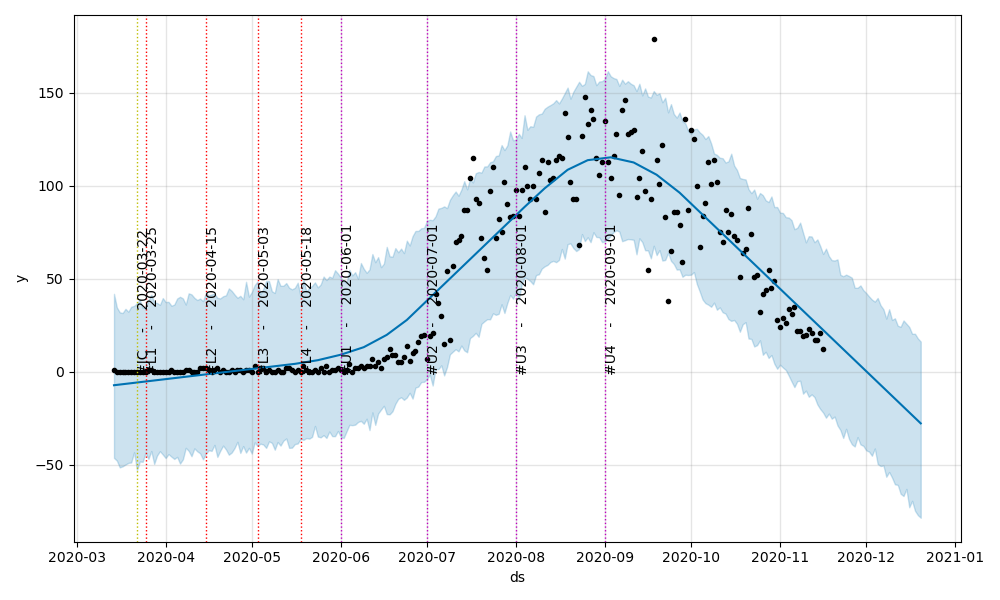 150
100
50
0
−50
y
#JC - 2020-03-22
#L1 - 2020-03-25
#L2 - 2020-04-15
#L3 - 2020-05-03
#L4 - 2020-05-18
#U1 - 2020-06-01
#U2 - 2020-07-01
#U3 - 2020-08-01
#U4 - 2020-09-01
2020-03
2020-04
2020-05
2020-06
2020-07
2020-08
2020-09
2020-10
2020-11
2020-12
2021-01
ds